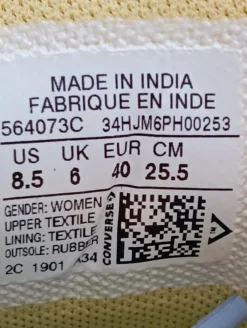 MADE IN INDIA
FABRIQUE EN INDE
564073C 34HJM6PH00253
US UK EUR CM
8.5 6 40 25.5
GENDER: WOMEN
UPPER: TEXTILE
LINING: TEXTILE
OUTSOLE: RUBBER
CONVERSE
2C 1901